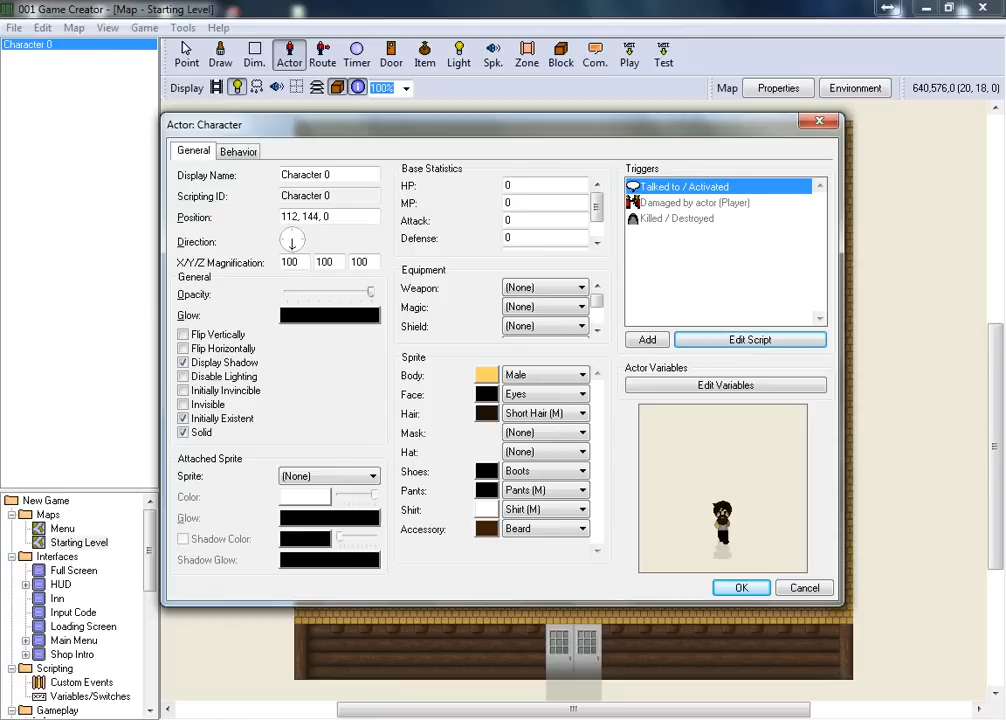 001 Game Creator - [Map - Starting Level]
File Edit Map View Game Tools Help
Character 0
Point Draw Dim. Actor Route Timer Door Item Light Spk. Zone Block Com. Play Test
Display 100% Map Properties Environment 640,576,0 (20, 18, 0)
Actor: Character
General Behavior
Display Name: Character 0
Scripting ID: Character 0
Position: 112, 144, 0
Direction:
X/Y/Z Magnification: 100 100 100
General
Opacity:
Glow:
Flip Vertically
Flip Horizontally
Display Shadow
Disable Lighting
Initially Invincible
Invisible
Initially Existent
Solid
Attached Sprite
Sprite: (None)
Color:
Glow:
Shadow Color:
Shadow Glow:
Base Statistics
HP: 0
MP: 0
Attack: 0
Defense: 0
Equipment
Weapon: (None)
Magic: (None)
Shield: (None)
Sprite
Body: Male
Face: Eyes
Hair: Short Hair (M)
Mask: (None)
Hat: (None)
Shoes: Boots
Pants: Pants (M)
Shirt: Shirt (M)
Accessory: Beard
Triggers
Talked to / Activated
Damaged by actor (Player)
Killed / Destroyed
Add Edit Script
Actor Variables
Edit Variables
OK Cancel
New Game
Maps
Menu
Starting Level
Interfaces
Full Screen
HUD
Inn
Input Code
Loading Screen
Main Menu
Shop Intro
Scripting
Custom Events
Variables/Switches
Gameplay